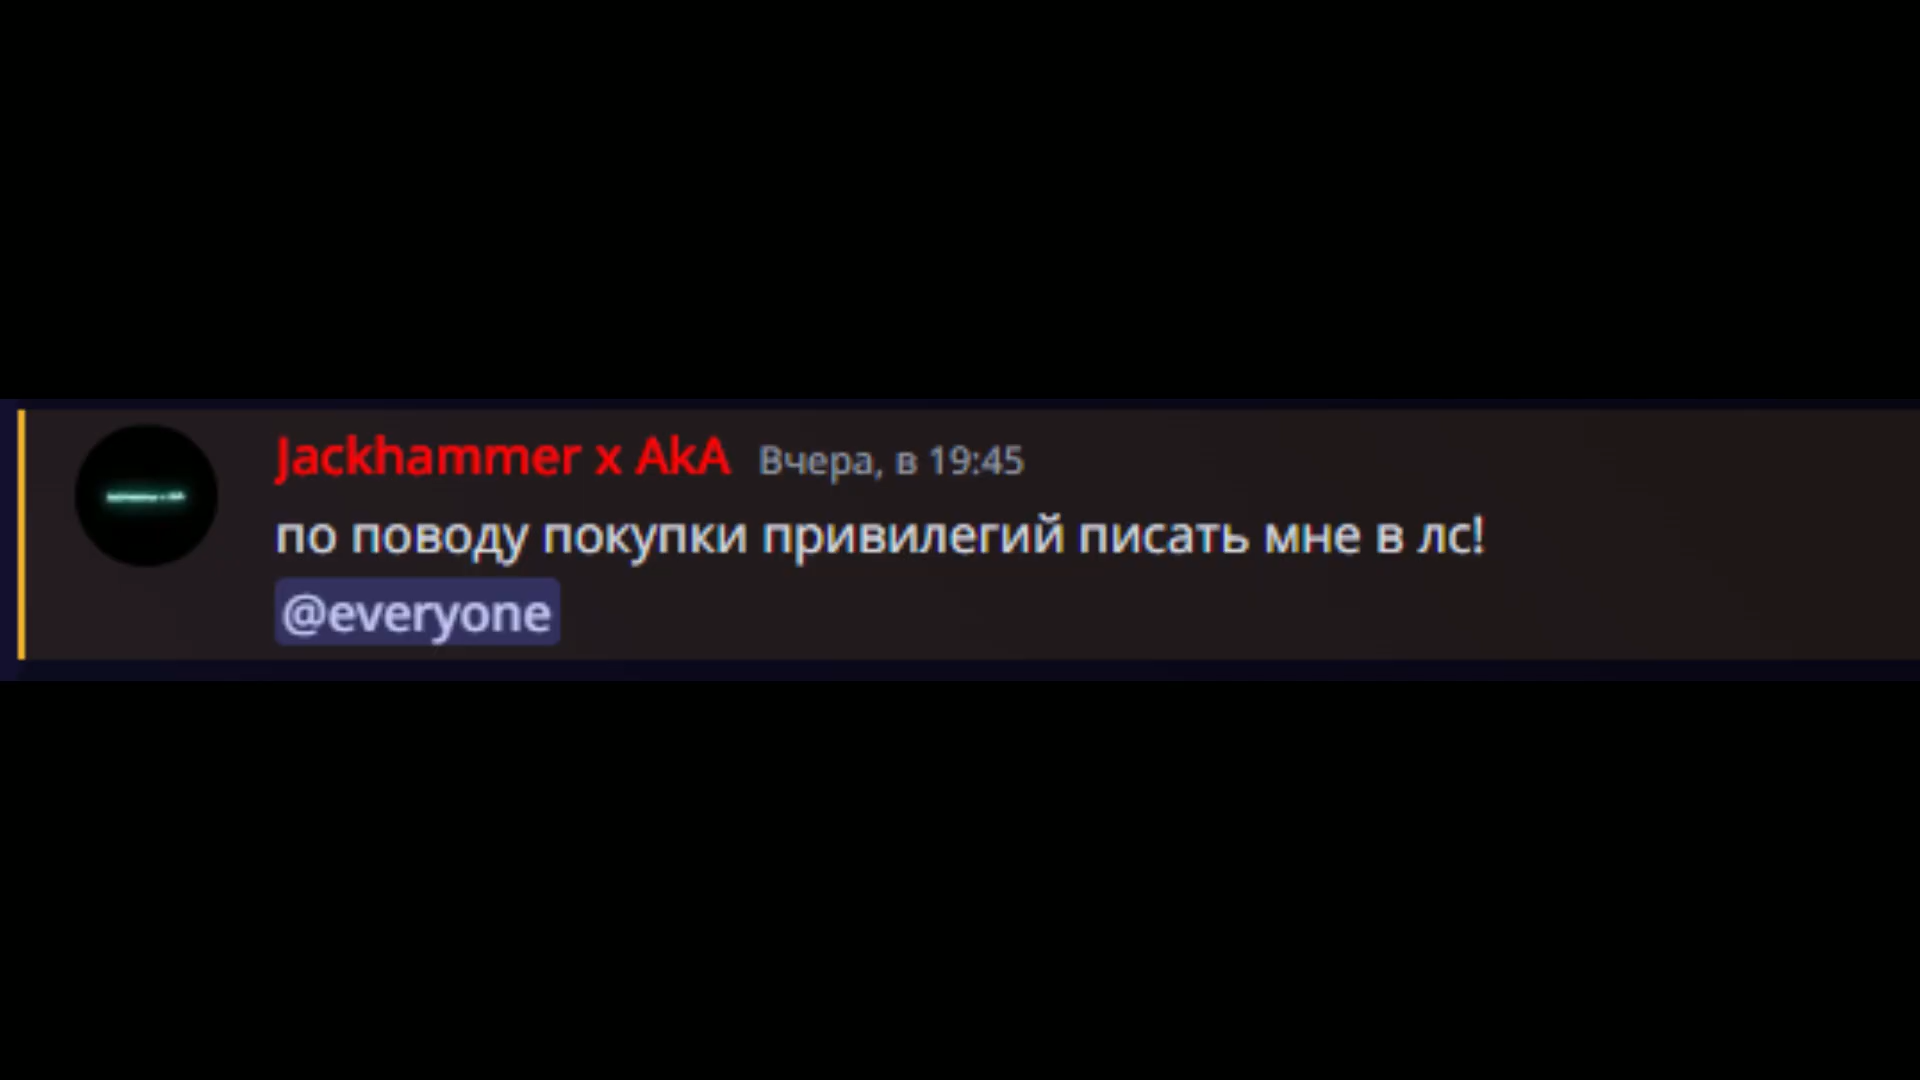 Jackhammer x AkA Вчера, в 19:45
по поводу покупки привилегий писать мне в лс!
@everyone